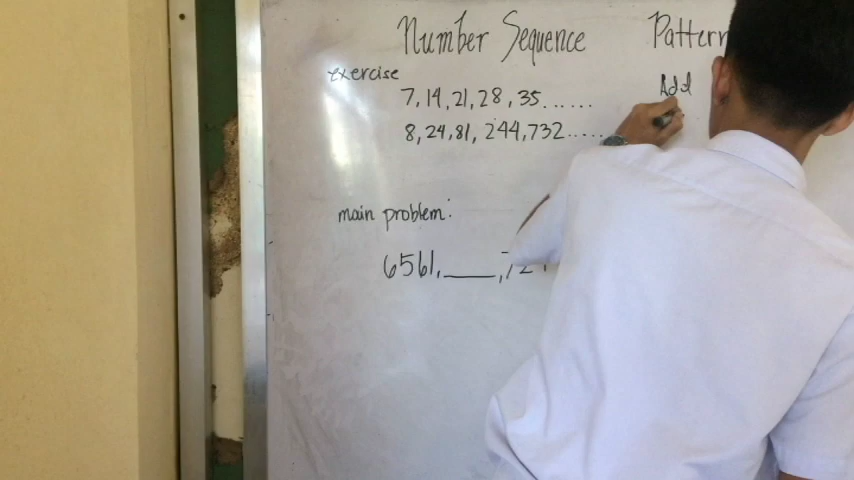 Number Sequence Pattern
exercise
Add
7, 14, 21, 28, 35......
8, 24, 81, 244, 732.....
main problem:
6561, ____,